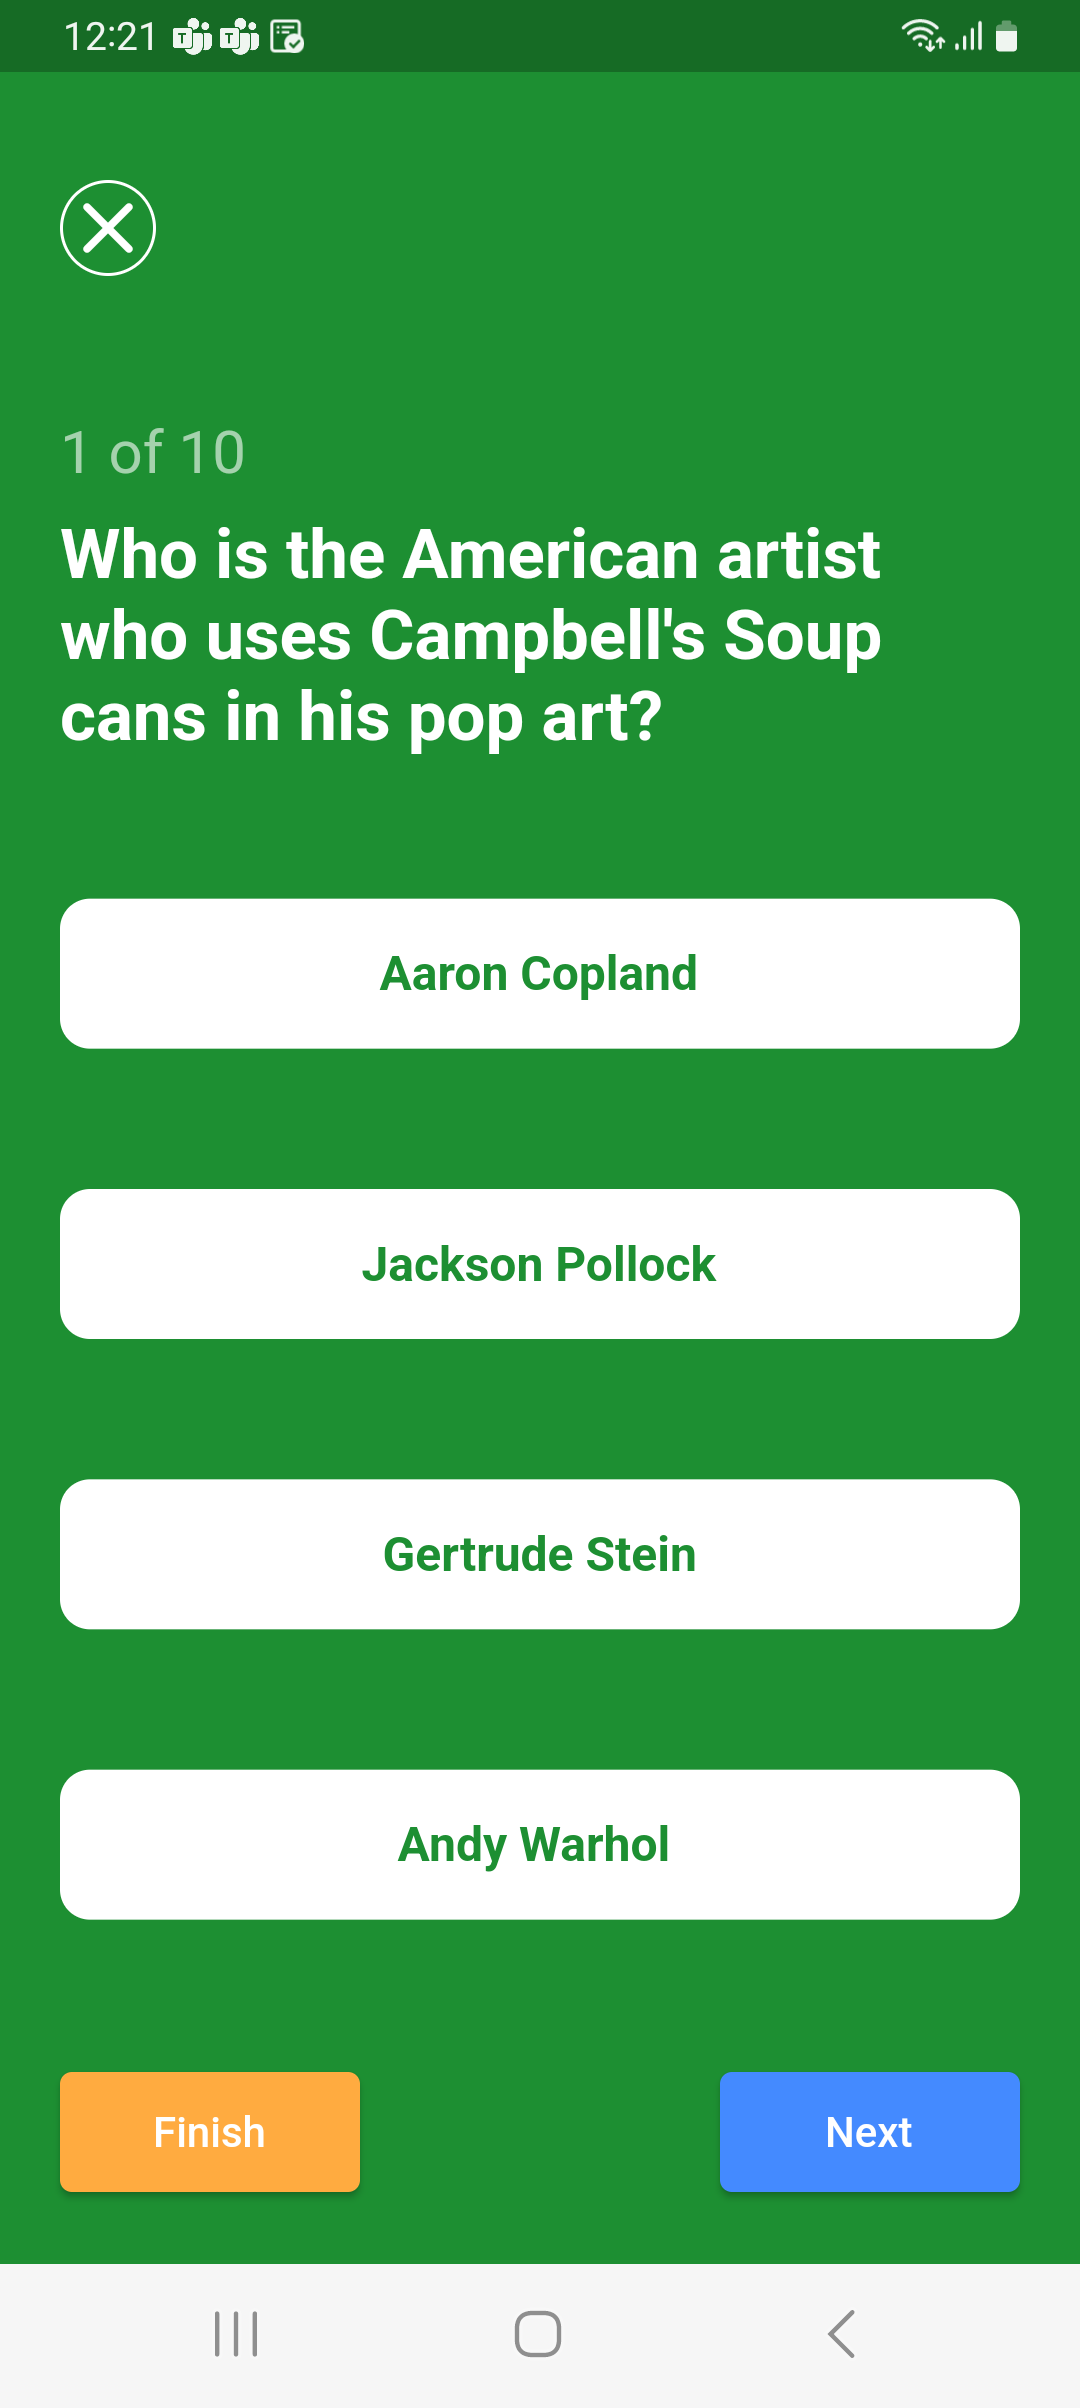 12:21
1 of 10
Who is the American artist
who uses Campbell's Soup
cans in his pop art?
Aaron Copland
Jackson Pollock
Gertrude Stein
Andy Warhol
Finish
Next